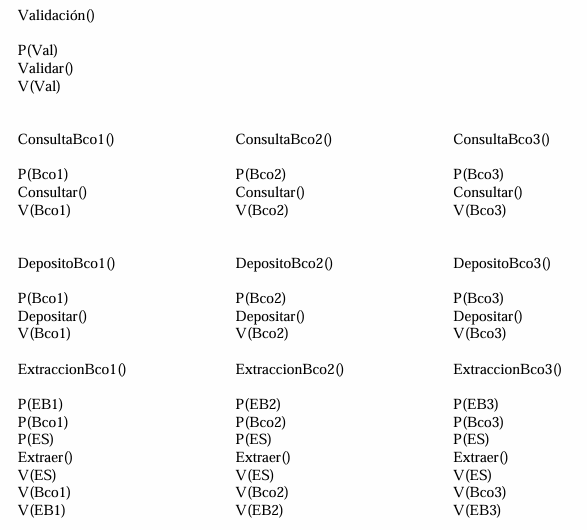 Validación()
P(Val)
Validar()
V(Val)
ConsultaBco1() ConsultaBco2() ConsultaBco3()
P(Bco1) P(Bco2) P(Bco3)
Consultar() Consultar() Consultar()
V(Bco1) V(Bco2) V(Bco3)
DepositoBco1() DepositoBco2() DepositoBco3()
P(Bco1) P(Bco2) P(Bco3)
Depositar() Depositar() Depositar()
V(Bco1) V(Bco2) V(Bco3)
ExtraccionBco1() ExtraccionBco2() ExtraccionBco3()
P(EB1) P(EB2) P(EB3)
P(Bco1) P(Bco2) P(Bco3)
P(ES) P(ES) P(ES)
Extraer() Extraer() Extraer()
V(ES) V(ES) V(ES)
V(Bco1) V(Bco2) V(Bco3)
V(EB1) V(EB2) V(EB3)